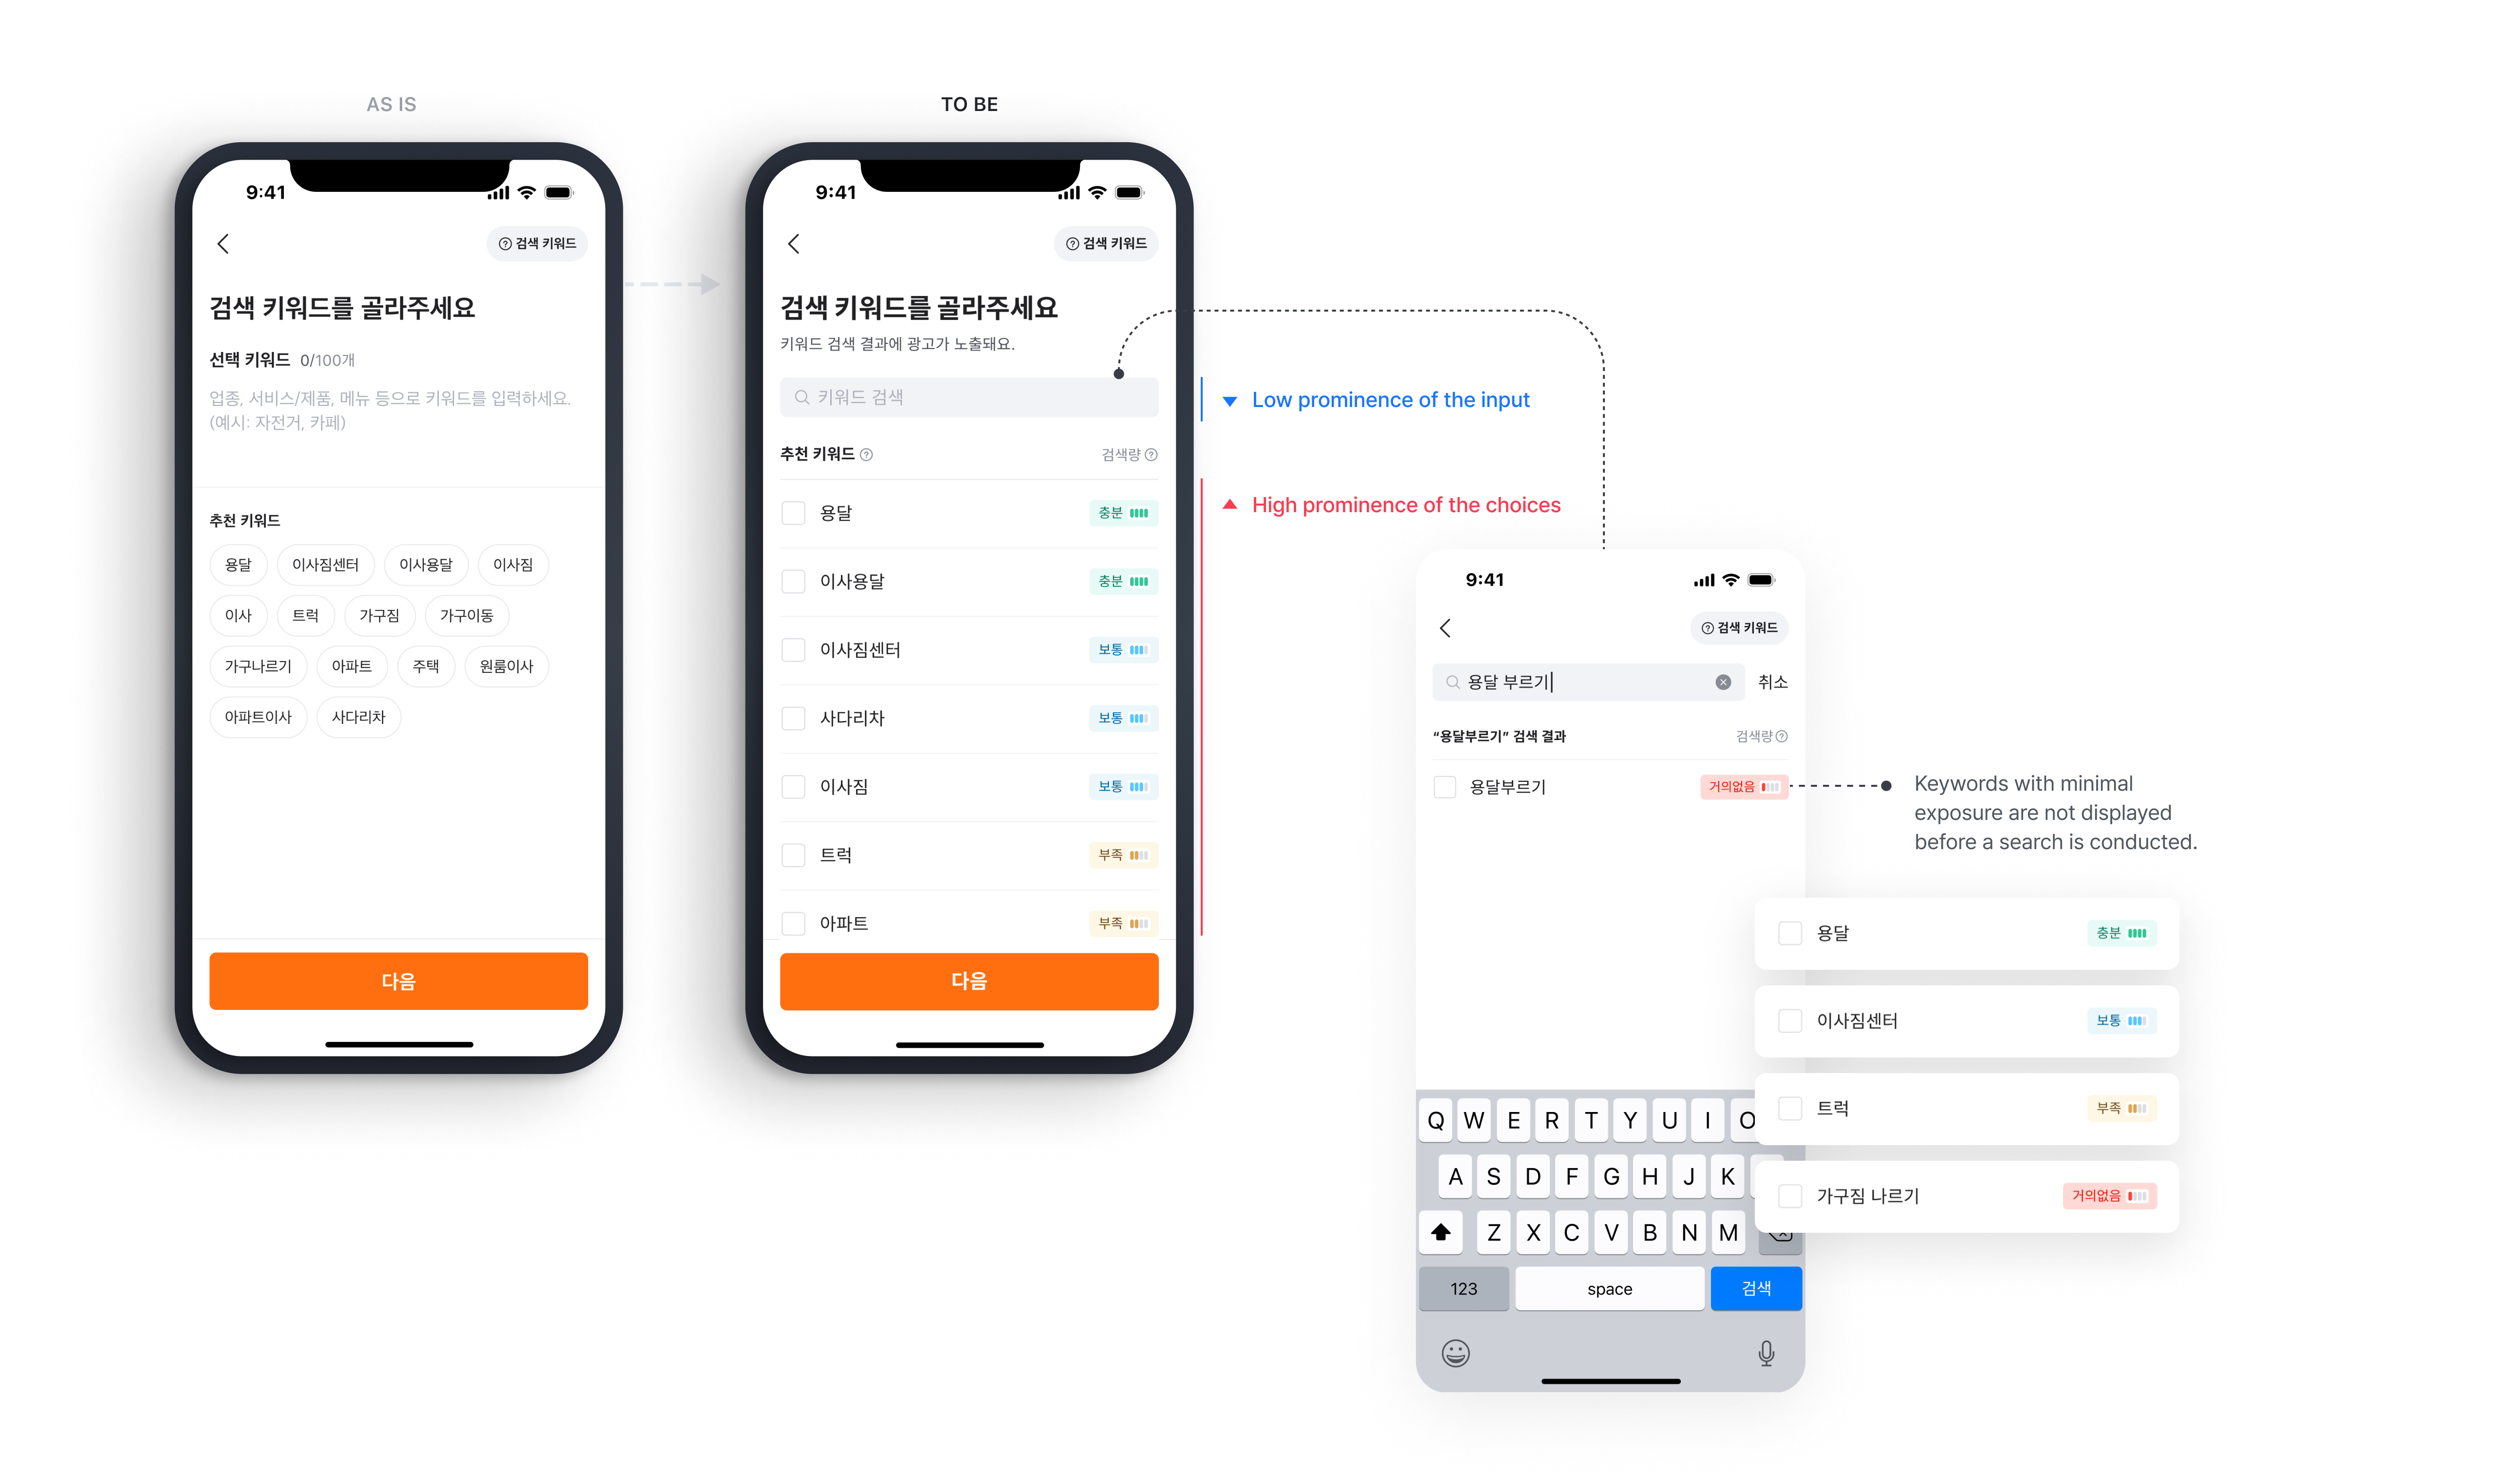 AS IS
9:41
검색 키워드
검색 키워드를 골라주세요
선택 키워드 0/100개
업종, 서비스/제품, 메뉴 등으로 키워드를 입력하세요.
(예시: 자전거, 카페)
추천 키워드
용달 이사짐센터 이사용달 이사짐
이사 트럭 가구짐 가구이동
가구나르기 아파트 주택 원룸이사
아파트이사 사다리차
다음
TO BE
9:41
검색 키워드
검색 키워드를 골라주세요
키워드 검색 결과에 광고가 노출돼요.
키워드 검색
추천 키워드 검색량
용달 충분
이사용달 충분
이사짐센터 보통
사다리차 보통
이사짐 보통
트럭 부족
아파트 부족
다음
Low prominence of the input
High prominence of the choices
9:41
검색 키워드
용달 부르기 취소
“용달부르기” 검색 결과 검색량
용달부르기 거의없음
Keywords with minimal
exposure are not displayed
before a search is conducted.
용달 충분
이사짐센터 보통
트럭 부족
가구짐 나르기 거의없음
Q W E R T Y U I O
A S D F G H J K
Z X C V B N M
123 space 검색